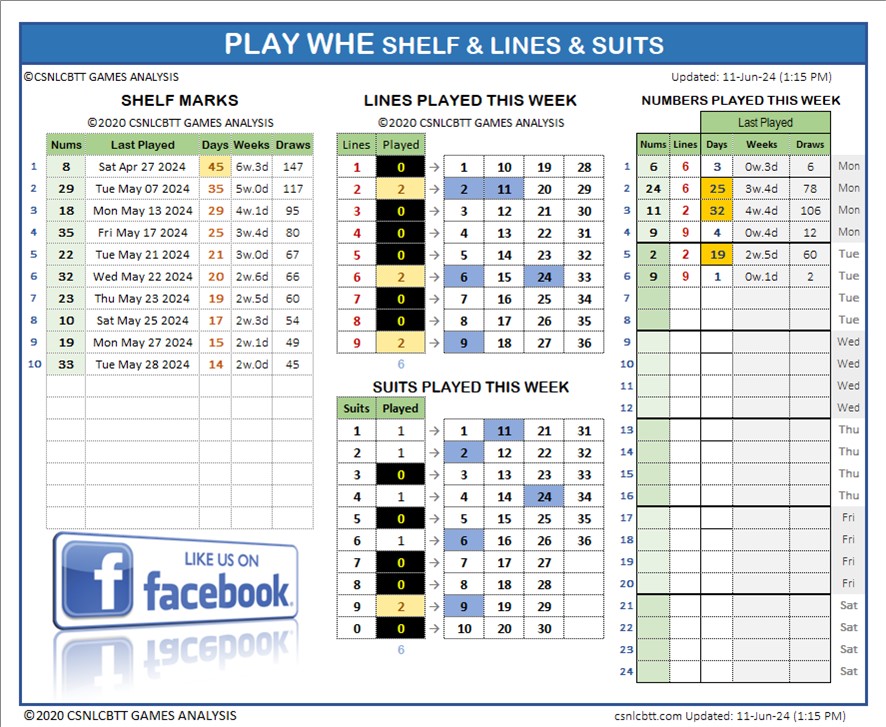 PLAY WHE SHELF & LINES & SUITS
©CSNLCBTT GAMES ANALYSIS
Updated: 11-Jun-24 (1:15 PM)
SHELF MARKS
©2020 CSNLCBTT GAMES ANALYSIS
Nums Last Played Days Weeks Draws
1 8 Sat Apr 27 2024 45 6w.3d 147
2 29 Tue May 07 2024 35 5w.0d 117
3 18 Mon May 13 2024 29 4w.1d 95
4 35 Fri May 17 2024 25 3w.4d 80
5 22 Tue May 21 2024 21 3w.0d 67
6 32 Wed May 22 2024 20 2w.6d 66
7 23 Thu May 23 2024 19 2w.5d 60
8 10 Sat May 25 2024 17 2w.3d 54
9 19 Mon May 27 2024 15 2w.1d 49
10 33 Tue May 28 2024 14 2w.0d 45
LIKE US ON
f facebook.
LINES PLAYED THIS WEEK
©2020 CSNLCBTT GAMES ANALYSIS
Lines Played
1 0 → 1 10 19 28
2 2 → 2 11 20 29
3 0 → 3 12 21 30
4 0 → 4 13 22 31
5 0 → 5 14 23 32
6 2 → 6 15 24 33
7 0 → 7 16 25 34
8 0 → 8 17 26 35
9 2 → 9 18 27 36
6
SUITS PLAYED THIS WEEK
Suits Played
1 1 → 1 11 21 31
2 1 → 2 12 22 32
3 0 → 3 13 23 33
4 1 → 4 14 24 34
5 0 → 5 15 25 35
6 1 → 6 16 26 36
7 0 → 7 17 27
8 0 → 8 18 28
9 2 → 9 19 29
0 0 → 10 20 30
6
NUMBERS PLAYED THIS WEEK
Last Played
Nums Lines Days Weeks Draws
1 6 6 3 0w.3d 6 Mon
2 24 6 25 3w.4d 78 Mon
3 11 2 32 4w.4d 106 Mon
4 9 9 4 0w.4d 12 Mon
5 2 2 19 2w.5d 60 Tue
6 9 9 1 0w.1d 2 Tue
7 Tue
8 Tue
9 Wed
10 Wed
11 Wed
12 Wed
13 Thu
14 Thu
15 Thu
16 Thu
17 Fri
18 Fri
19 Fri
20 Fri
21 Sat
22 Sat
23 Sat
24 Sat
©2020 CSNLCBTT GAMES ANALYSIS
csnlcbtt.com Updated: 11-Jun-24 (1:15 PM)